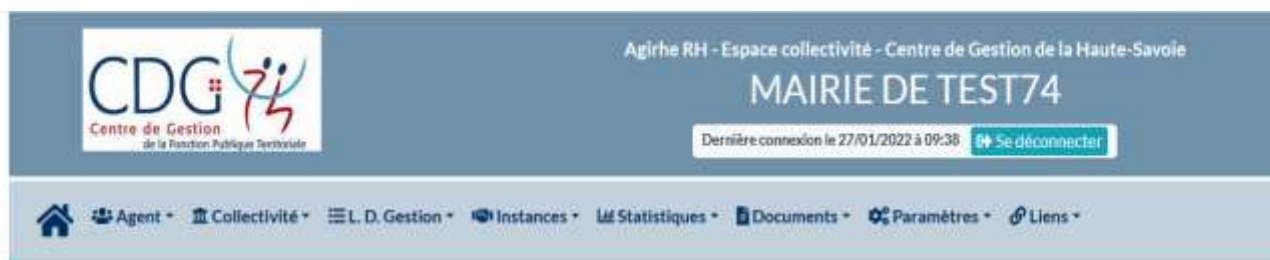 CDG 74
Centre de Gestion
de la Fonction Publique Territoriale
Agirhe RH - Espace collectivité - Centre de Gestion de la Haute-Savoie
MAIRIE DE TEST74
Dernière connexion le 27/01/2022 à 09:38 Se déconnecter
Agent Collectivité L. D. Gestion Instances Statistiques Documents Paramètres Liens